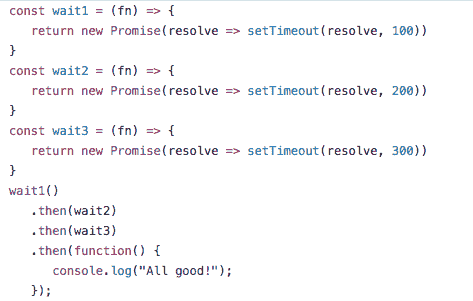 const wait1 = (fn) => {
   return new Promise(resolve => setTimeout(resolve, 100))
}
const wait2 = (fn) => {
   return new Promise(resolve => setTimeout(resolve, 200))
}
const wait3 = (fn) => {
   return new Promise(resolve => setTimeout(resolve, 300))
}
wait1()
   .then(wait2)
   .then(wait3)
   .then(function() {
      console.log("All good!");
   });